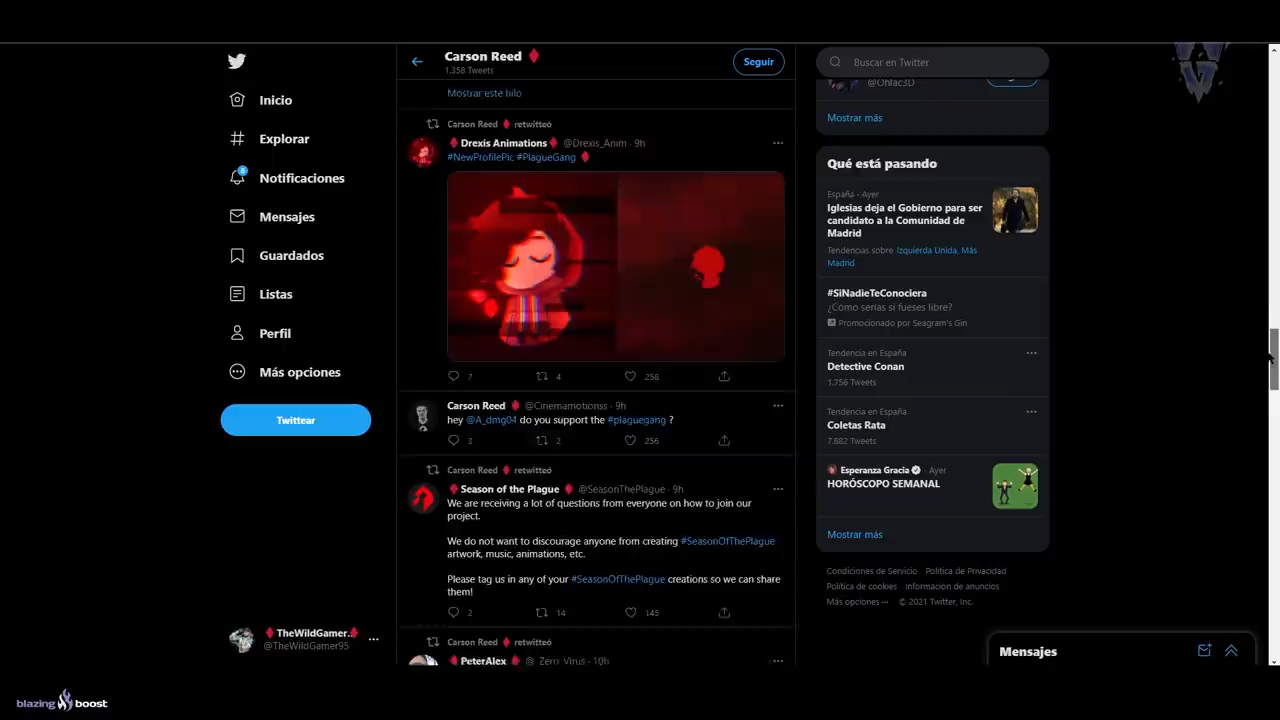 Inicio
Explorar
8
Notificaciones
Mensajes
Guardados
Listas
Perfil
Más opciones
Twittear
TheWildGamer..
@TheWildGamer95
Carson Reed
1.358 Tweets
Seguir
Mostrar este hilo
Carson Reed retwitteó
Drexis Animations @Drexis_Anim · 9h
#NewProfilePic #PlagueGang
7 4 258
Carson Reed @Cinemamotionss · 9h
hey @A_dmg04 do you support the #plaguegang ?
3 2 256
Carson Reed retwitteó
Season of the Plague @SeasonThePlague · 9h
We are receiving a lot of questions from everyone on how to join our
project.
We do not want to discourage anyone from creating #SeasonOfThePlague
artwork, music, animations, etc.
Please tag us in any of your #SeasonOfThePlague creations so we can share
them!
2 14 145
Carson Reed retwitteó
PeterAlex @_Zero_Virus · 10h
Buscar en Twitter
@Ohlac3D
Mostrar más
Qué está pasando
España · Ayer
Iglesias deja el Gobierno para ser
candidato a la Comunidad de
Madrid
Tendencias sobre Izquierda Unida, Más
Madrid
#SiNadieTeConociera
¿Cómo serías si fueses libre?
Promocionado por Seagram's Gin
Tendencia en España
Detective Conan
1.756 Tweets
Tendencia en España
Coletas Rata
7.882 Tweets
Esperanza Gracia · Ayer
HORÓSCOPO SEMANAL
Mostrar más
Condiciones de Servicio Política de Privacidad
Política de cookies Información de anuncios
Más opciones ··· © 2021 Twitter, Inc.
Mensajes
blazing boost